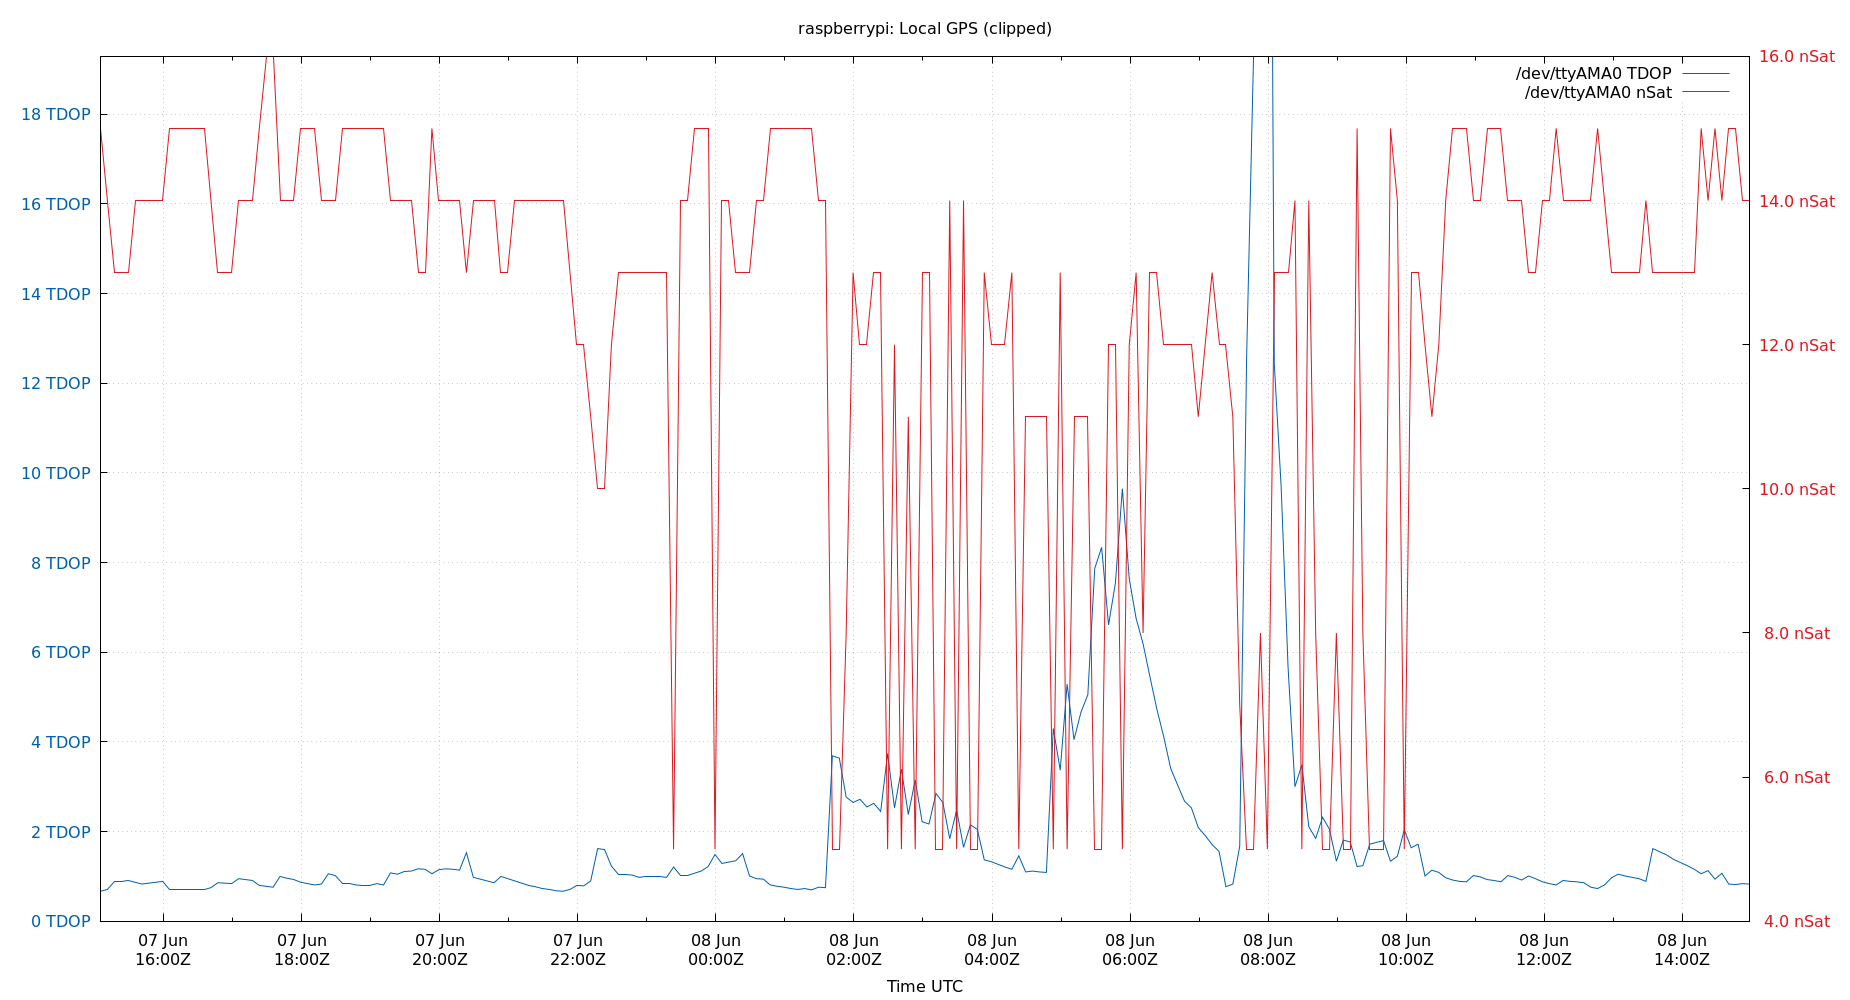 raspberrypi: Local GPS (clipped)
/dev/ttyAMA0 TDOP
/dev/ttyAMA0 nSat
18 TDOP
16 TDOP
14 TDOP
12 TDOP
10 TDOP
8 TDOP
6 TDOP
4 TDOP
2 TDOP
0 TDOP
16.0 nSat
14.0 nSat
12.0 nSat
10.0 nSat
8.0 nSat
6.0 nSat
4.0 nSat
07 Jun
16:00Z
07 Jun
18:00Z
07 Jun
20:00Z
07 Jun
22:00Z
08 Jun
00:00Z
08 Jun
02:00Z
08 Jun
04:00Z
08 Jun
06:00Z
08 Jun
08:00Z
08 Jun
10:00Z
08 Jun
12:00Z
08 Jun
14:00Z
Time UTC